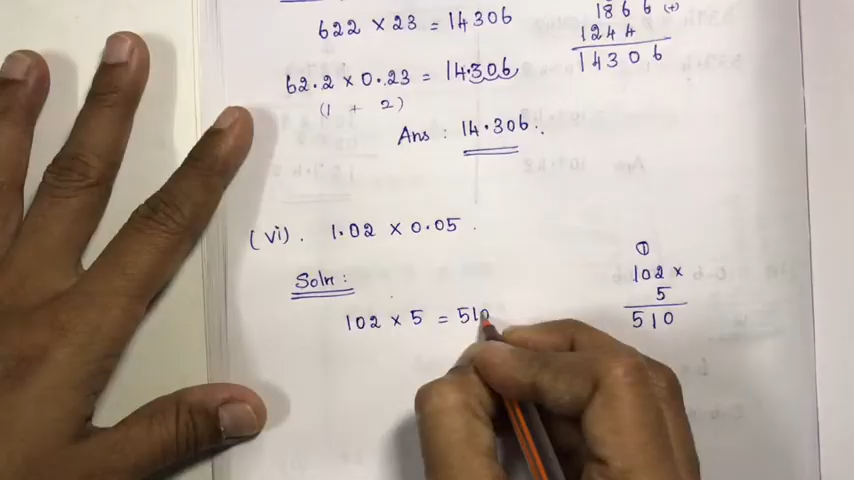 622 × 23 = 14306
1866 (+)
1244
14306
62.2 × 0.23 = 14.306
(1 + 2)
Ans : 14.306.
(vi). 1.02 × 0.05.
Soln :
1
102 ×
5
510
102 × 5 = 510